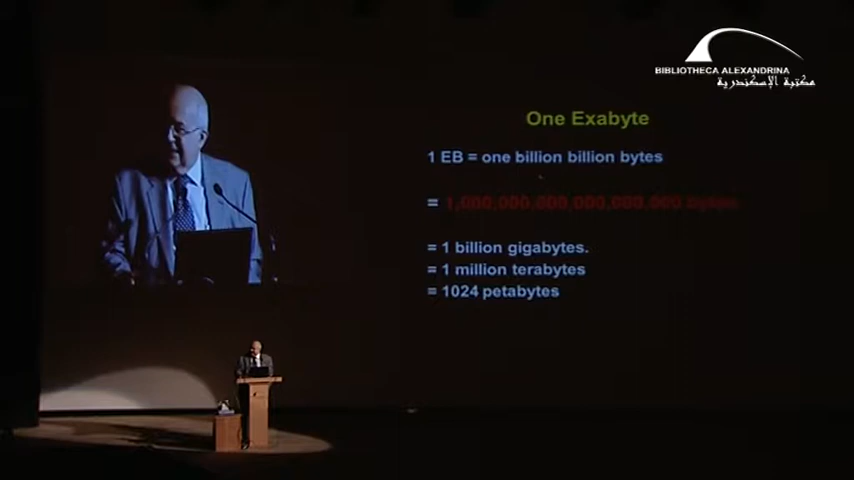 BIBLIOTHECA ALEXANDRINA
مكتبة الإسكندرية
One Exabyte
1 EB = one billion billion bytes
= 1,000,000,000,000,000,000 bytes
= 1 billion gigabytes.
= 1 million terabytes
= 1024 petabytes